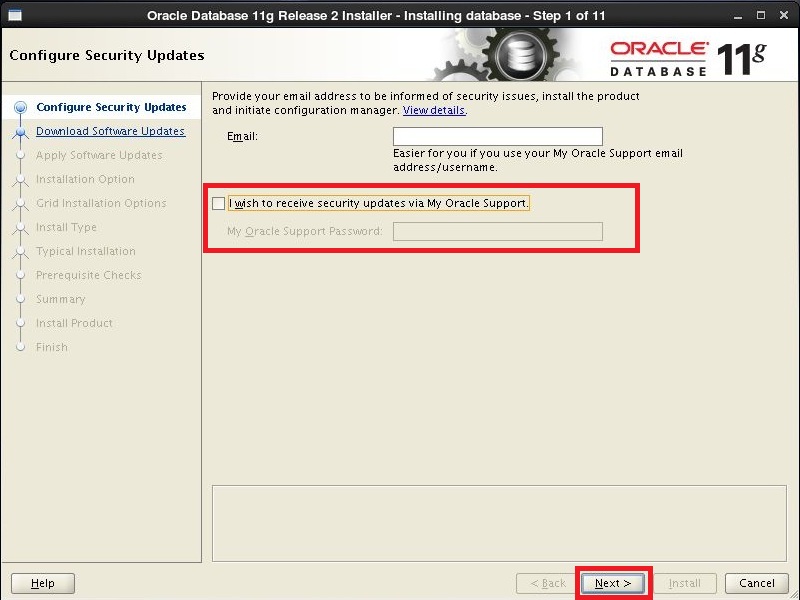 Oracle Database 11g Release 2 Installer - Installing database - Step 1 of 11
Configure Security Updates
ORACLE
DATABASE
11g
Configure Security Updates
Download Software Updates
Apply Software Updates
Installation Option
Grid Installation Options
Install Type
Typical Installation
Prerequisite Checks
Summary
Install Product
Finish
Provide your email address to be informed of security issues, install the product
and initiate configuration manager. View details.
Email:
Easier for you if you use your My Oracle Support email
address/username.
I wish to receive security updates via My Oracle Support.
My Oracle Support Password:
Help
< Back
Next >
Install
Cancel